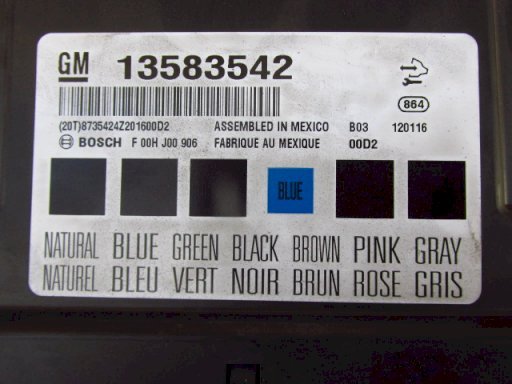 GM 13583542
864
(20T)8735424Z201600D2 ASSEMBLED IN MEXICO B03 120116
BOSCH F 00H J00 906 FABRIQUE AU MEXIQUE 00D2
BLUE
NATURAL BLUE GREEN BLACK BROWN PINK GRAY
NATUREL BLEU VERT NOIR BRUN ROSE GRIS